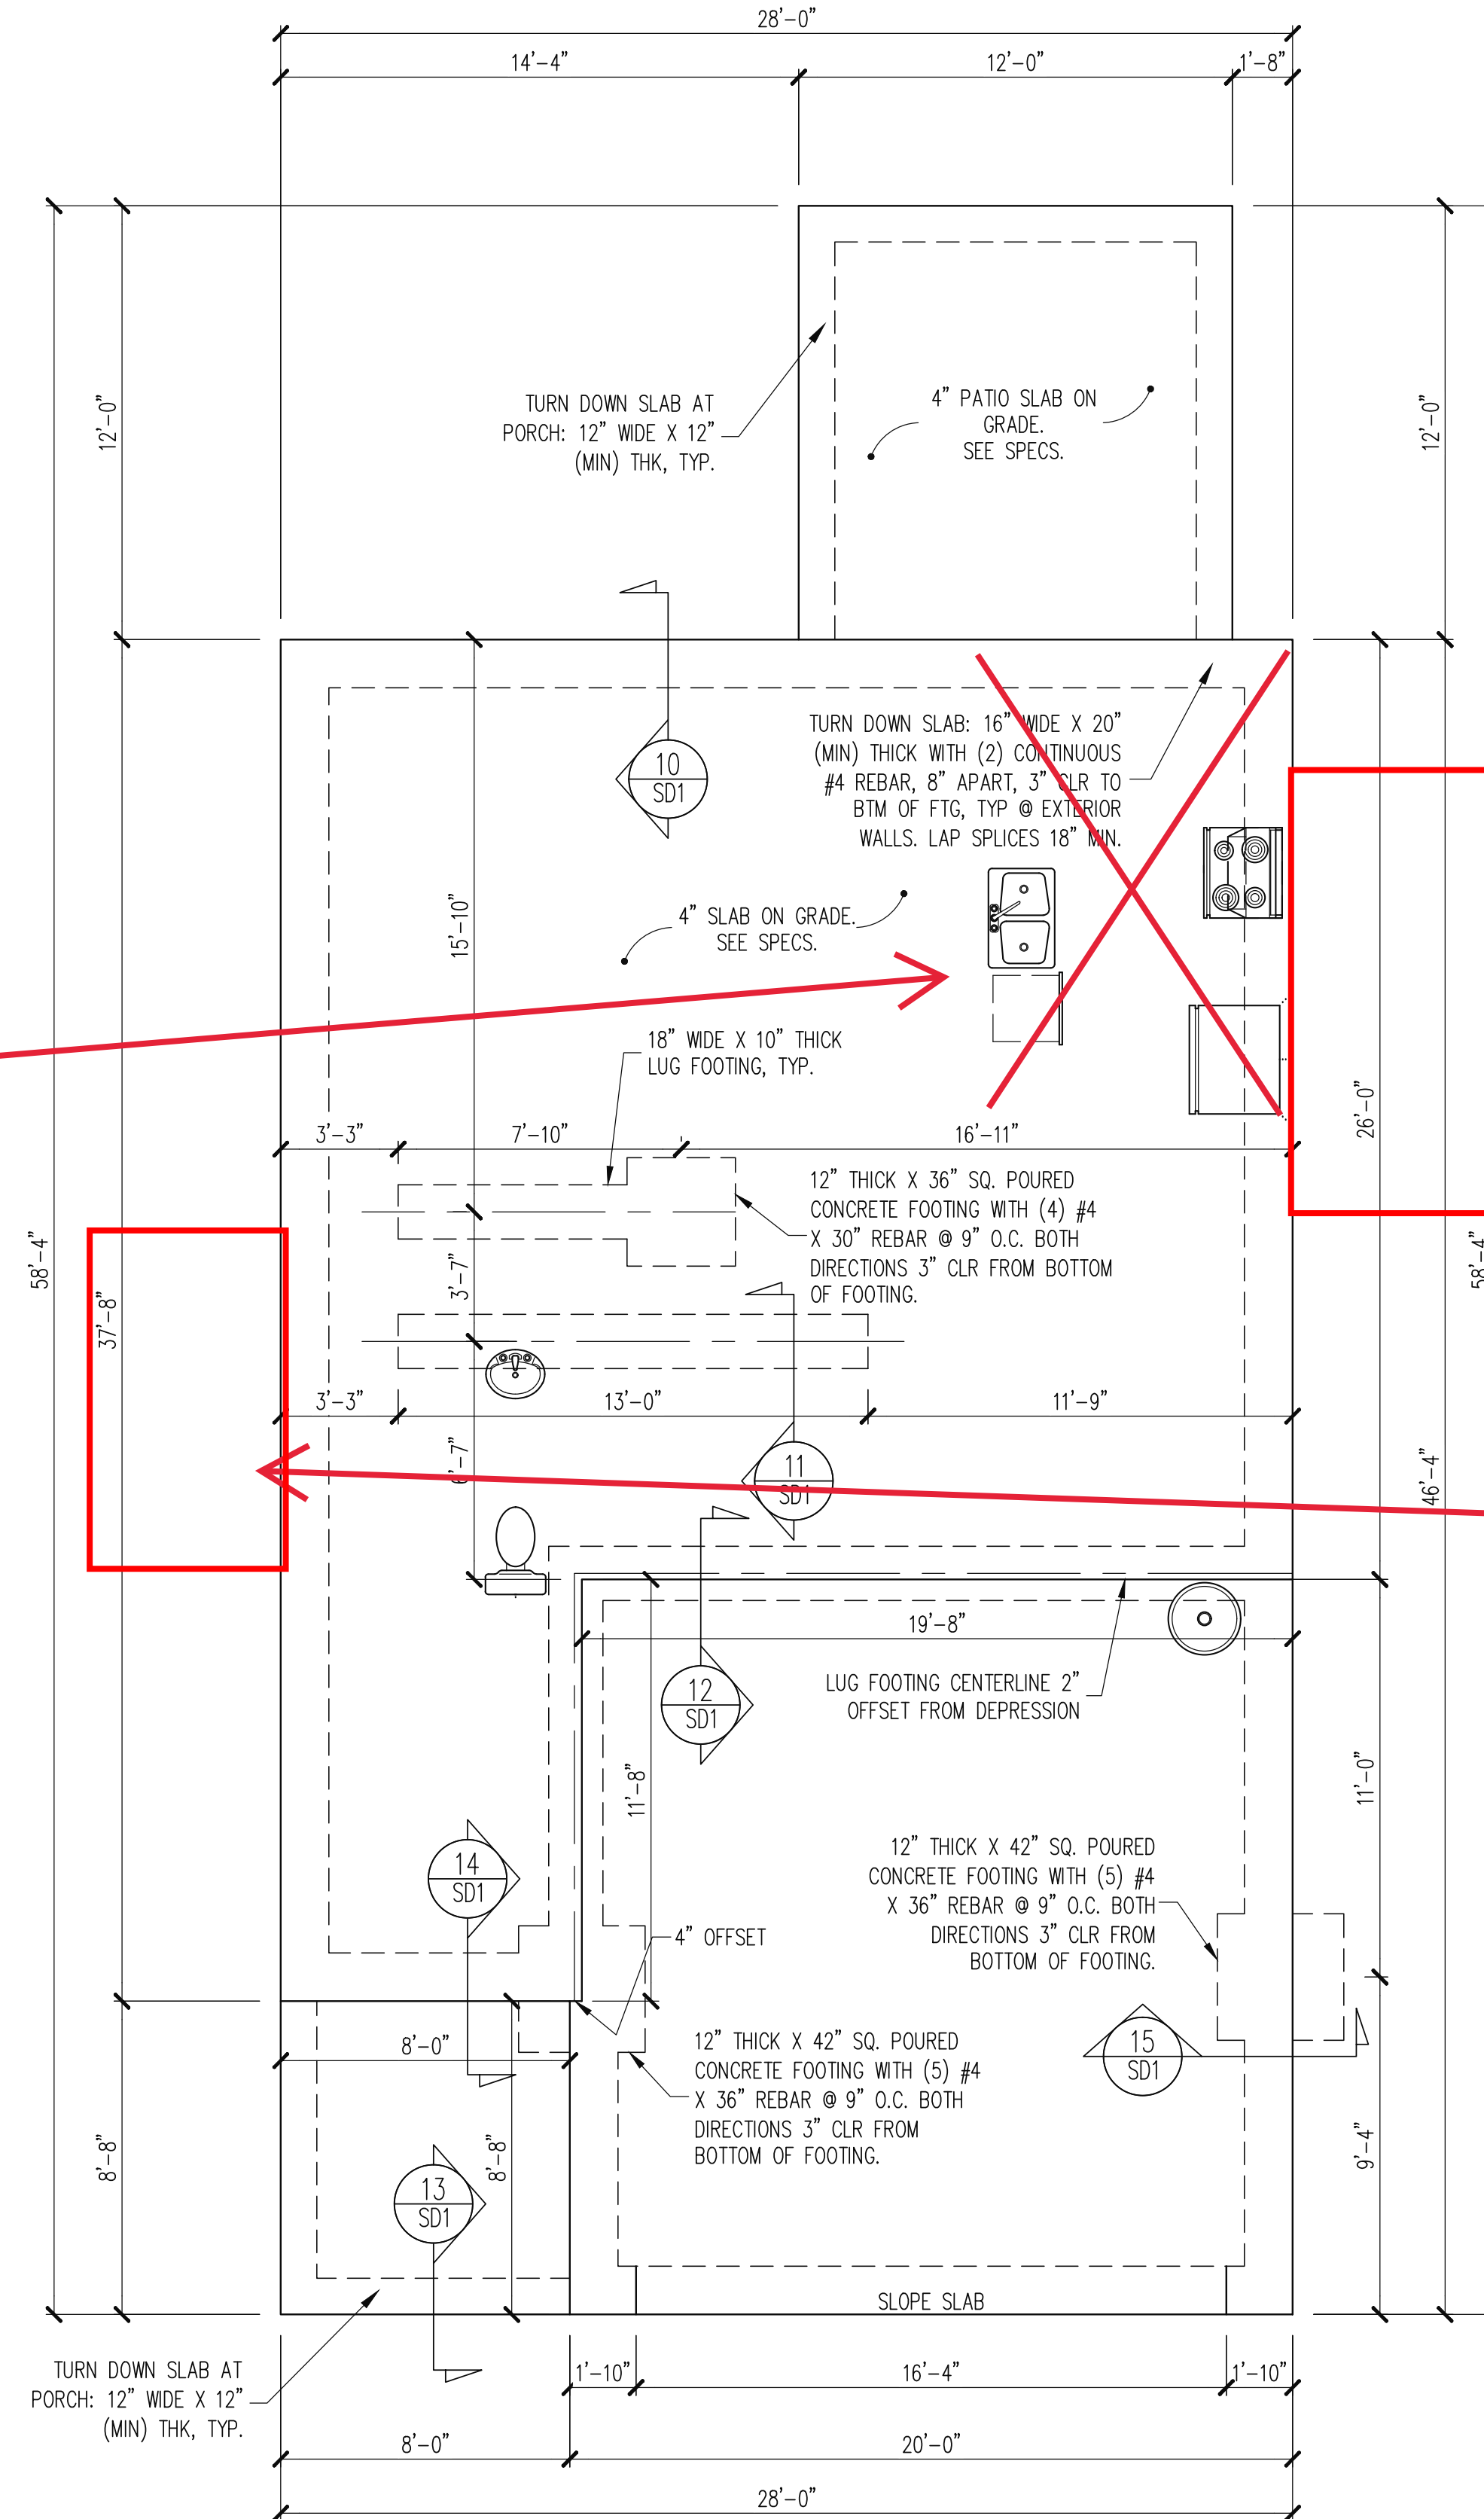 28'-0"
14'-4"
12'-0"
1'-8"
TURN DOWN SLAB AT
PORCH: 12" WIDE X 12"
(MIN) THK, TYP.
4" PATIO SLAB ON
GRADE.
SEE SPECS.
12'-0"
12'-0"
10
SD1
TURN DOWN SLAB: 16" WIDE X 20"
(MIN) THICK WITH (2) CONTINUOUS
#4 REBAR, 8" APART, 3" CLR TO
BTM OF FTG, TYP @ EXTERIOR
WALLS. LAP SPLICES 18" MIN.
15'-10"
4" SLAB ON GRADE.
SEE SPECS.
18" WIDE X 10" THICK
LUG FOOTING, TYP.
26'-0"
3'-3"
7'-10"
16'-11"
12" THICK X 36" SQ. POURED
CONCRETE FOOTING WITH (4) #4
X 30" REBAR @ 9" O.C. BOTH
DIRECTIONS 3" CLR FROM BOTTOM
OF FOOTING.
58'-4"
37'-8"
3'-7"
58'-4"
3'-3"
13'-0"
11'-9"
6'-7"
11
SD1
46'-4"
19'-8"
LUG FOOTING CENTERLINE 2"
OFFSET FROM DEPRESSION
12
SD1
11'-8"
11'-0"
14
SD1
12" THICK X 42" SQ. POURED
CONCRETE FOOTING WITH (5) #4
X 36" REBAR @ 9" O.C. BOTH
DIRECTIONS 3" CLR FROM
BOTTOM OF FOOTING.
4" OFFSET
8'-0"
12" THICK X 42" SQ. POURED
CONCRETE FOOTING WITH (5) #4
X 36" REBAR @ 9" O.C. BOTH
DIRECTIONS 3" CLR FROM
BOTTOM OF FOOTING.
15
SD1
8'-8"
8'-8"
9'-4"
13
SD1
SLOPE SLAB
TURN DOWN SLAB AT
PORCH: 12" WIDE X 12"
(MIN) THK, TYP.
1'-10"
16'-4"
1'-10"
8'-0"
20'-0"
28'-0"